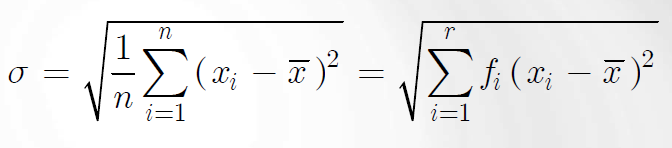 σ = √(1/n ∑_{i=1}^{n} (x_i − x̅)²) = √(∑_{i=1}^{r} f_i (x_i − x̅)²)